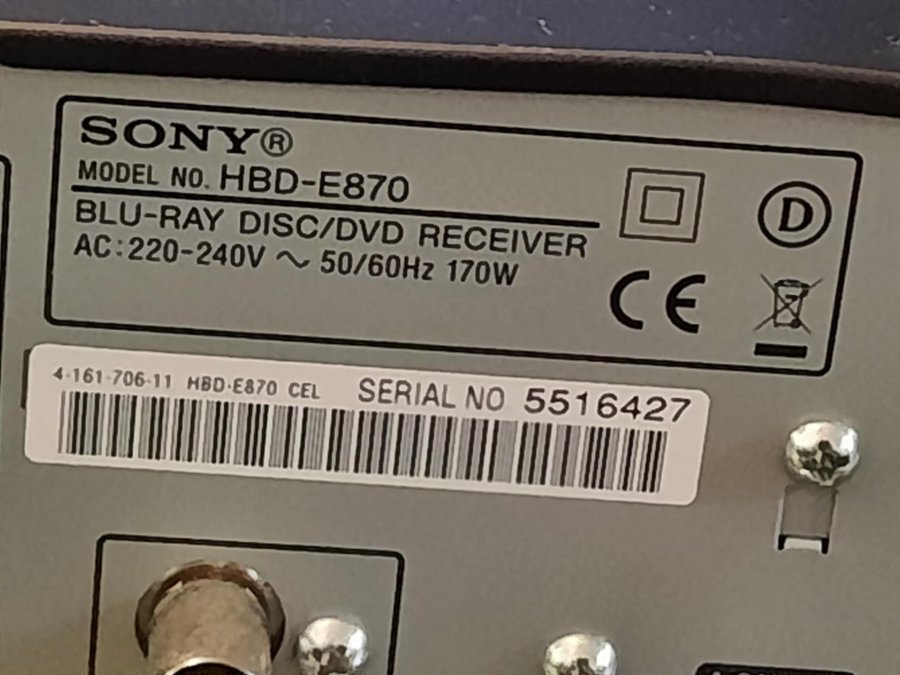 SONY®
MODEL NO. HBD-E870
BLU-RAY DISC/DVD RECEIVER
AC:220-240V ~ 50/60Hz 170W
D
CE
4-161-706-11 HBD-E870 CEL SERIAL NO 5516427